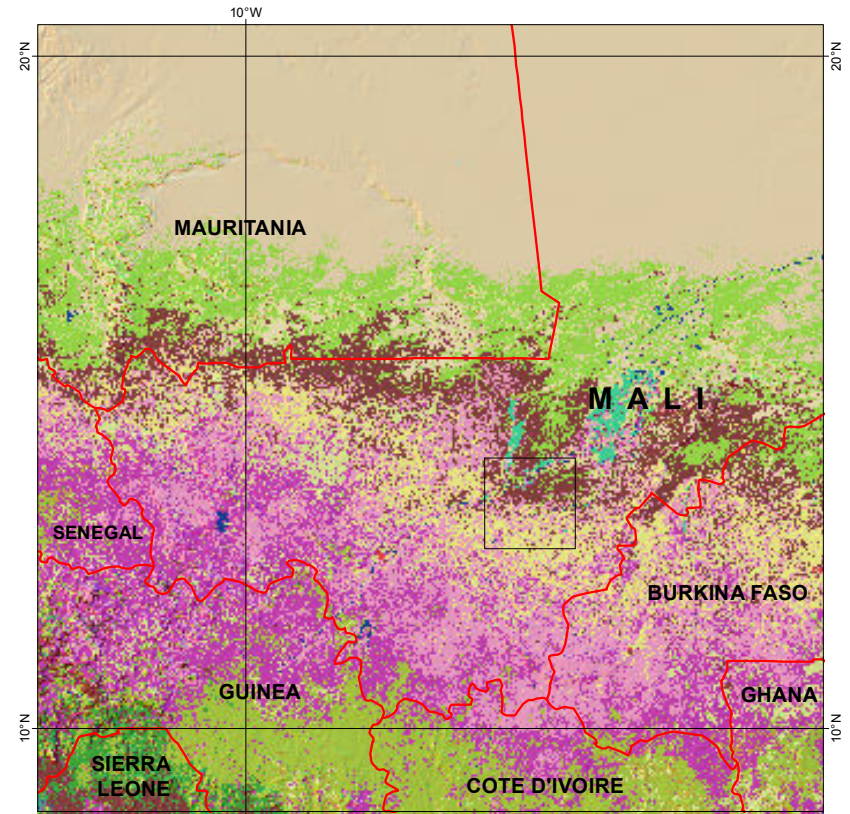 10°W
20°N
20°N
MAURITANIA
M A L I
SENEGAL
BURKINA FASO
GUINEA
GHANA
10°N
10°N
SIERRA
LEONE
COTE D'IVOIRE